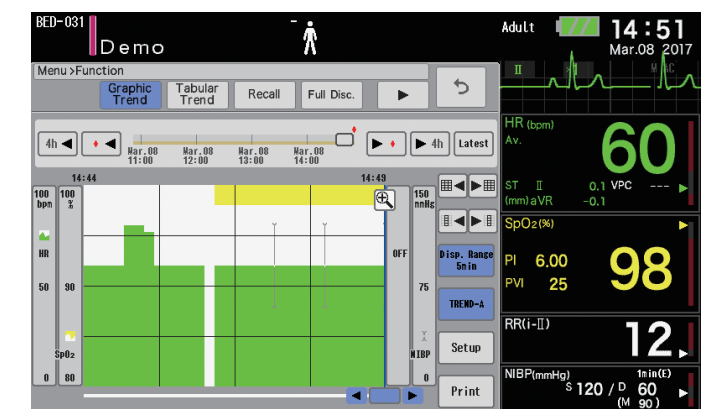 BED-031
Demo
Adult
14:51
Mar.08 2017
Menu >Function
Graphic Trend
Tabular Trend
Recall
Full Disc.
4h
Mar.08 11:00
Mar.08 12:00
Mar.08 13:00
Mar.08 14:00
4h
Latest
14:44
14:49
100 bpm
100 %
150 mmHg
HR
OFF
50
90
75
SpO2
NIBP
0
80
0
Disp. Range 5min
TREND-A
Setup
Print
II
x1
HR (bpm)
Av.
60
ST II 0.1 VPC ---
(mm) aVR -0.1
SpO2 (%)
PI 6.00
PVI 25
98
RR(i-II)
12
NIBP(mmHg) 1min(E)
S 120 / D 60
(M 90 )